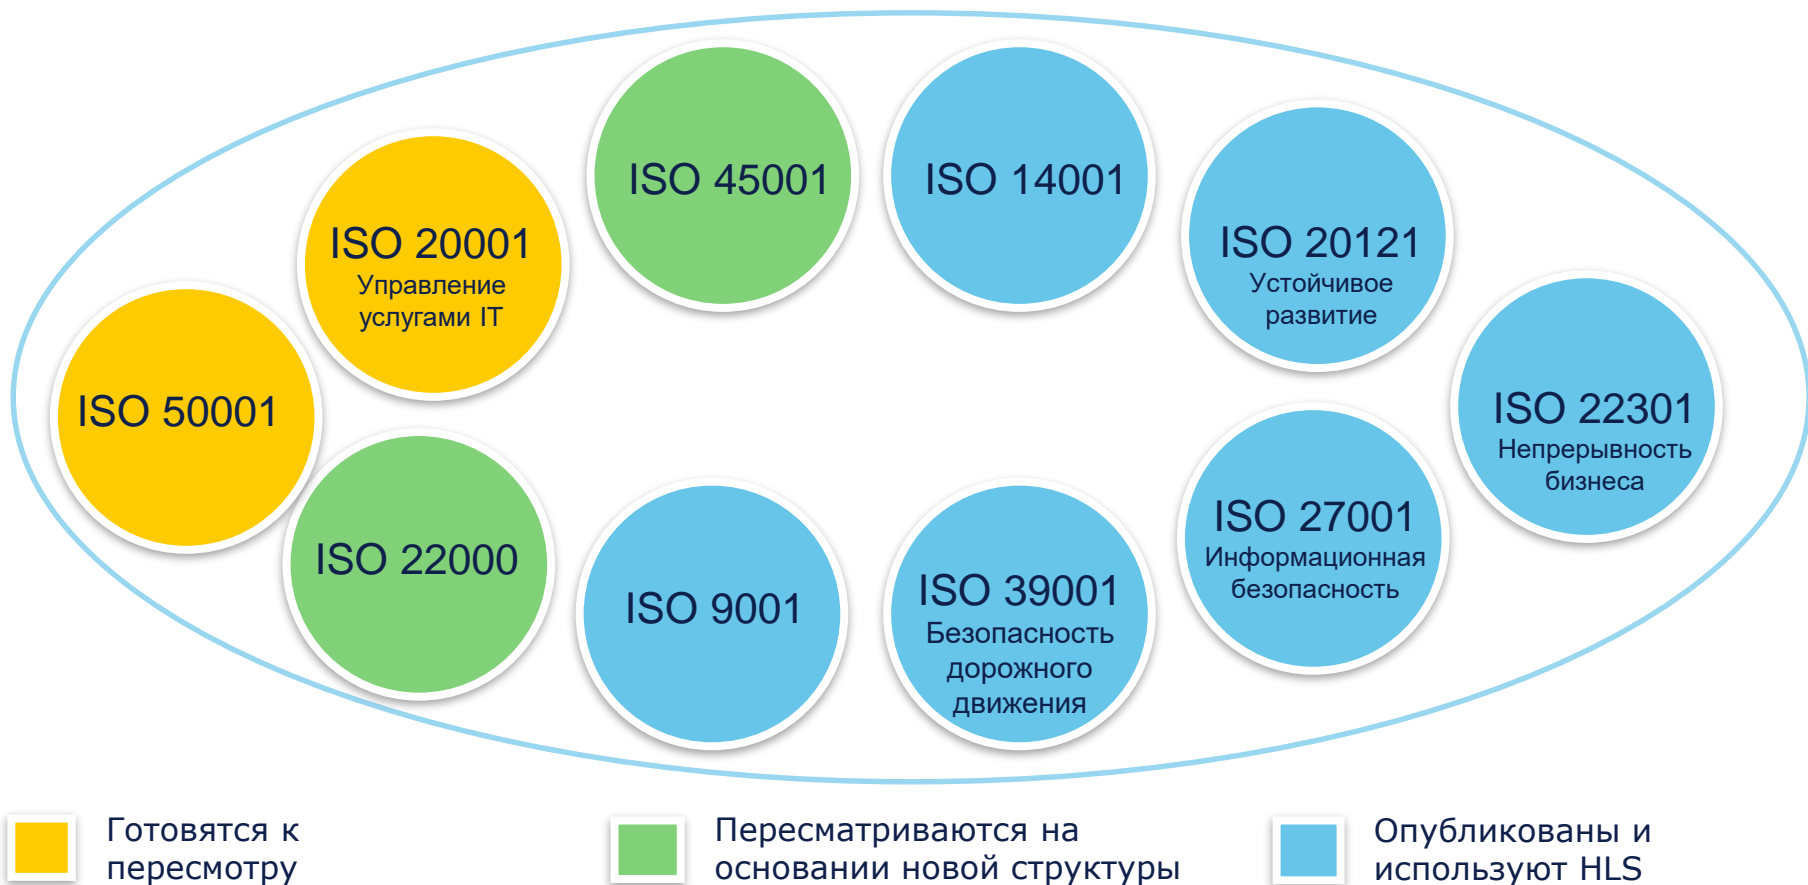 ISO 45001
ISO 14001
ISO 20001
Управление
услугами IT
ISO 20121
Устойчивое
развитие
ISO 50001
ISO 22301
Непрерывность
бизнеса
ISO 22000
ISO 9001
ISO 39001
Безопасность
дорожного
движения
ISO 27001
Информационная
безопасность
Готовятся к
пересмотру
Пересматриваются на
основании новой структуры
Опубликованы и
используют HLS